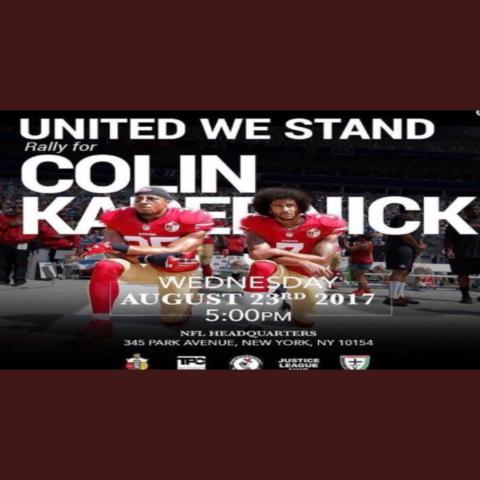 UNITED WE STAND
Rally for
COLIN
KAPERNICK
WEDNESDAY
AUGUST 23RD 2017
5:00PM
NFL HEADQUARTERS
345 PARK AVENUE, NEW YORK, NY 10154
TPC
JUSTICE
LEAGUE